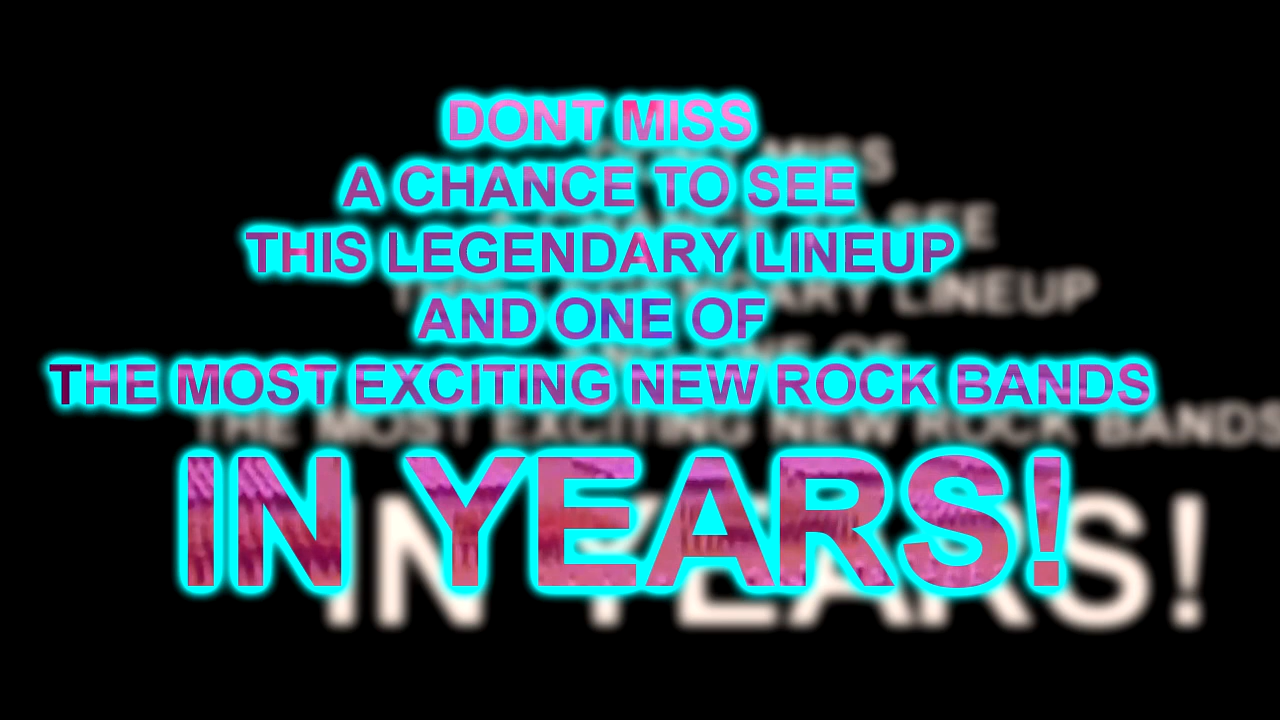 DONT MISS
A CHANCE TO SEE
THIS LEGENDARY LINEUP
AND ONE OF
THE MOST EXCITING NEW ROCK BANDS
IN YEARS!